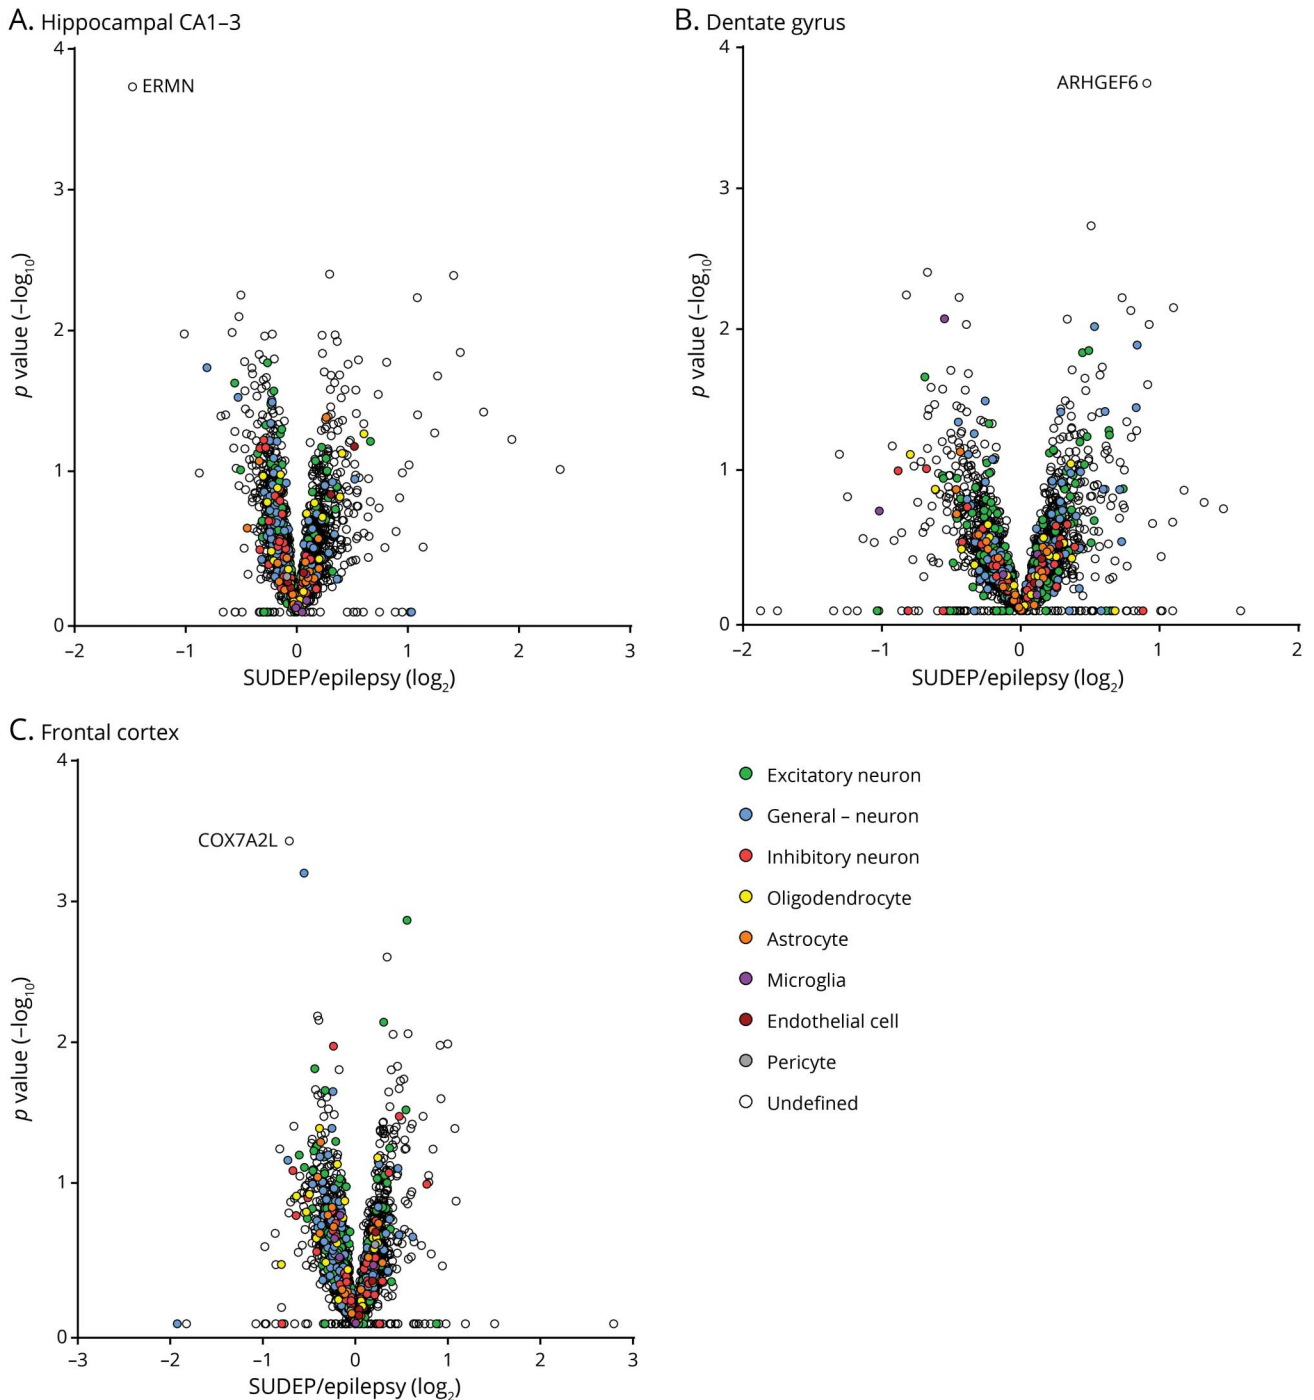 A. Hippocampal CA1–3
4
3
2
1
0
p value (–log10)
ERMN
–2
–1
0
1
2
3
SUDEP/epilepsy (log2)
B. Dentate gyrus
4
3
2
1
0
p value (–log10)
ARHGEF6
–2
–1
0
1
2
SUDEP/epilepsy (log2)
C. Frontal cortex
4
3
2
1
0
p value (–log10)
COX7A2L
–3
–2
–1
0
1
2
3
SUDEP/epilepsy (log2)
Excitatory neuron
General – neuron
Inhibitory neuron
Oligodendrocyte
Astrocyte
Microglia
Endothelial cell
Pericyte
Undefined